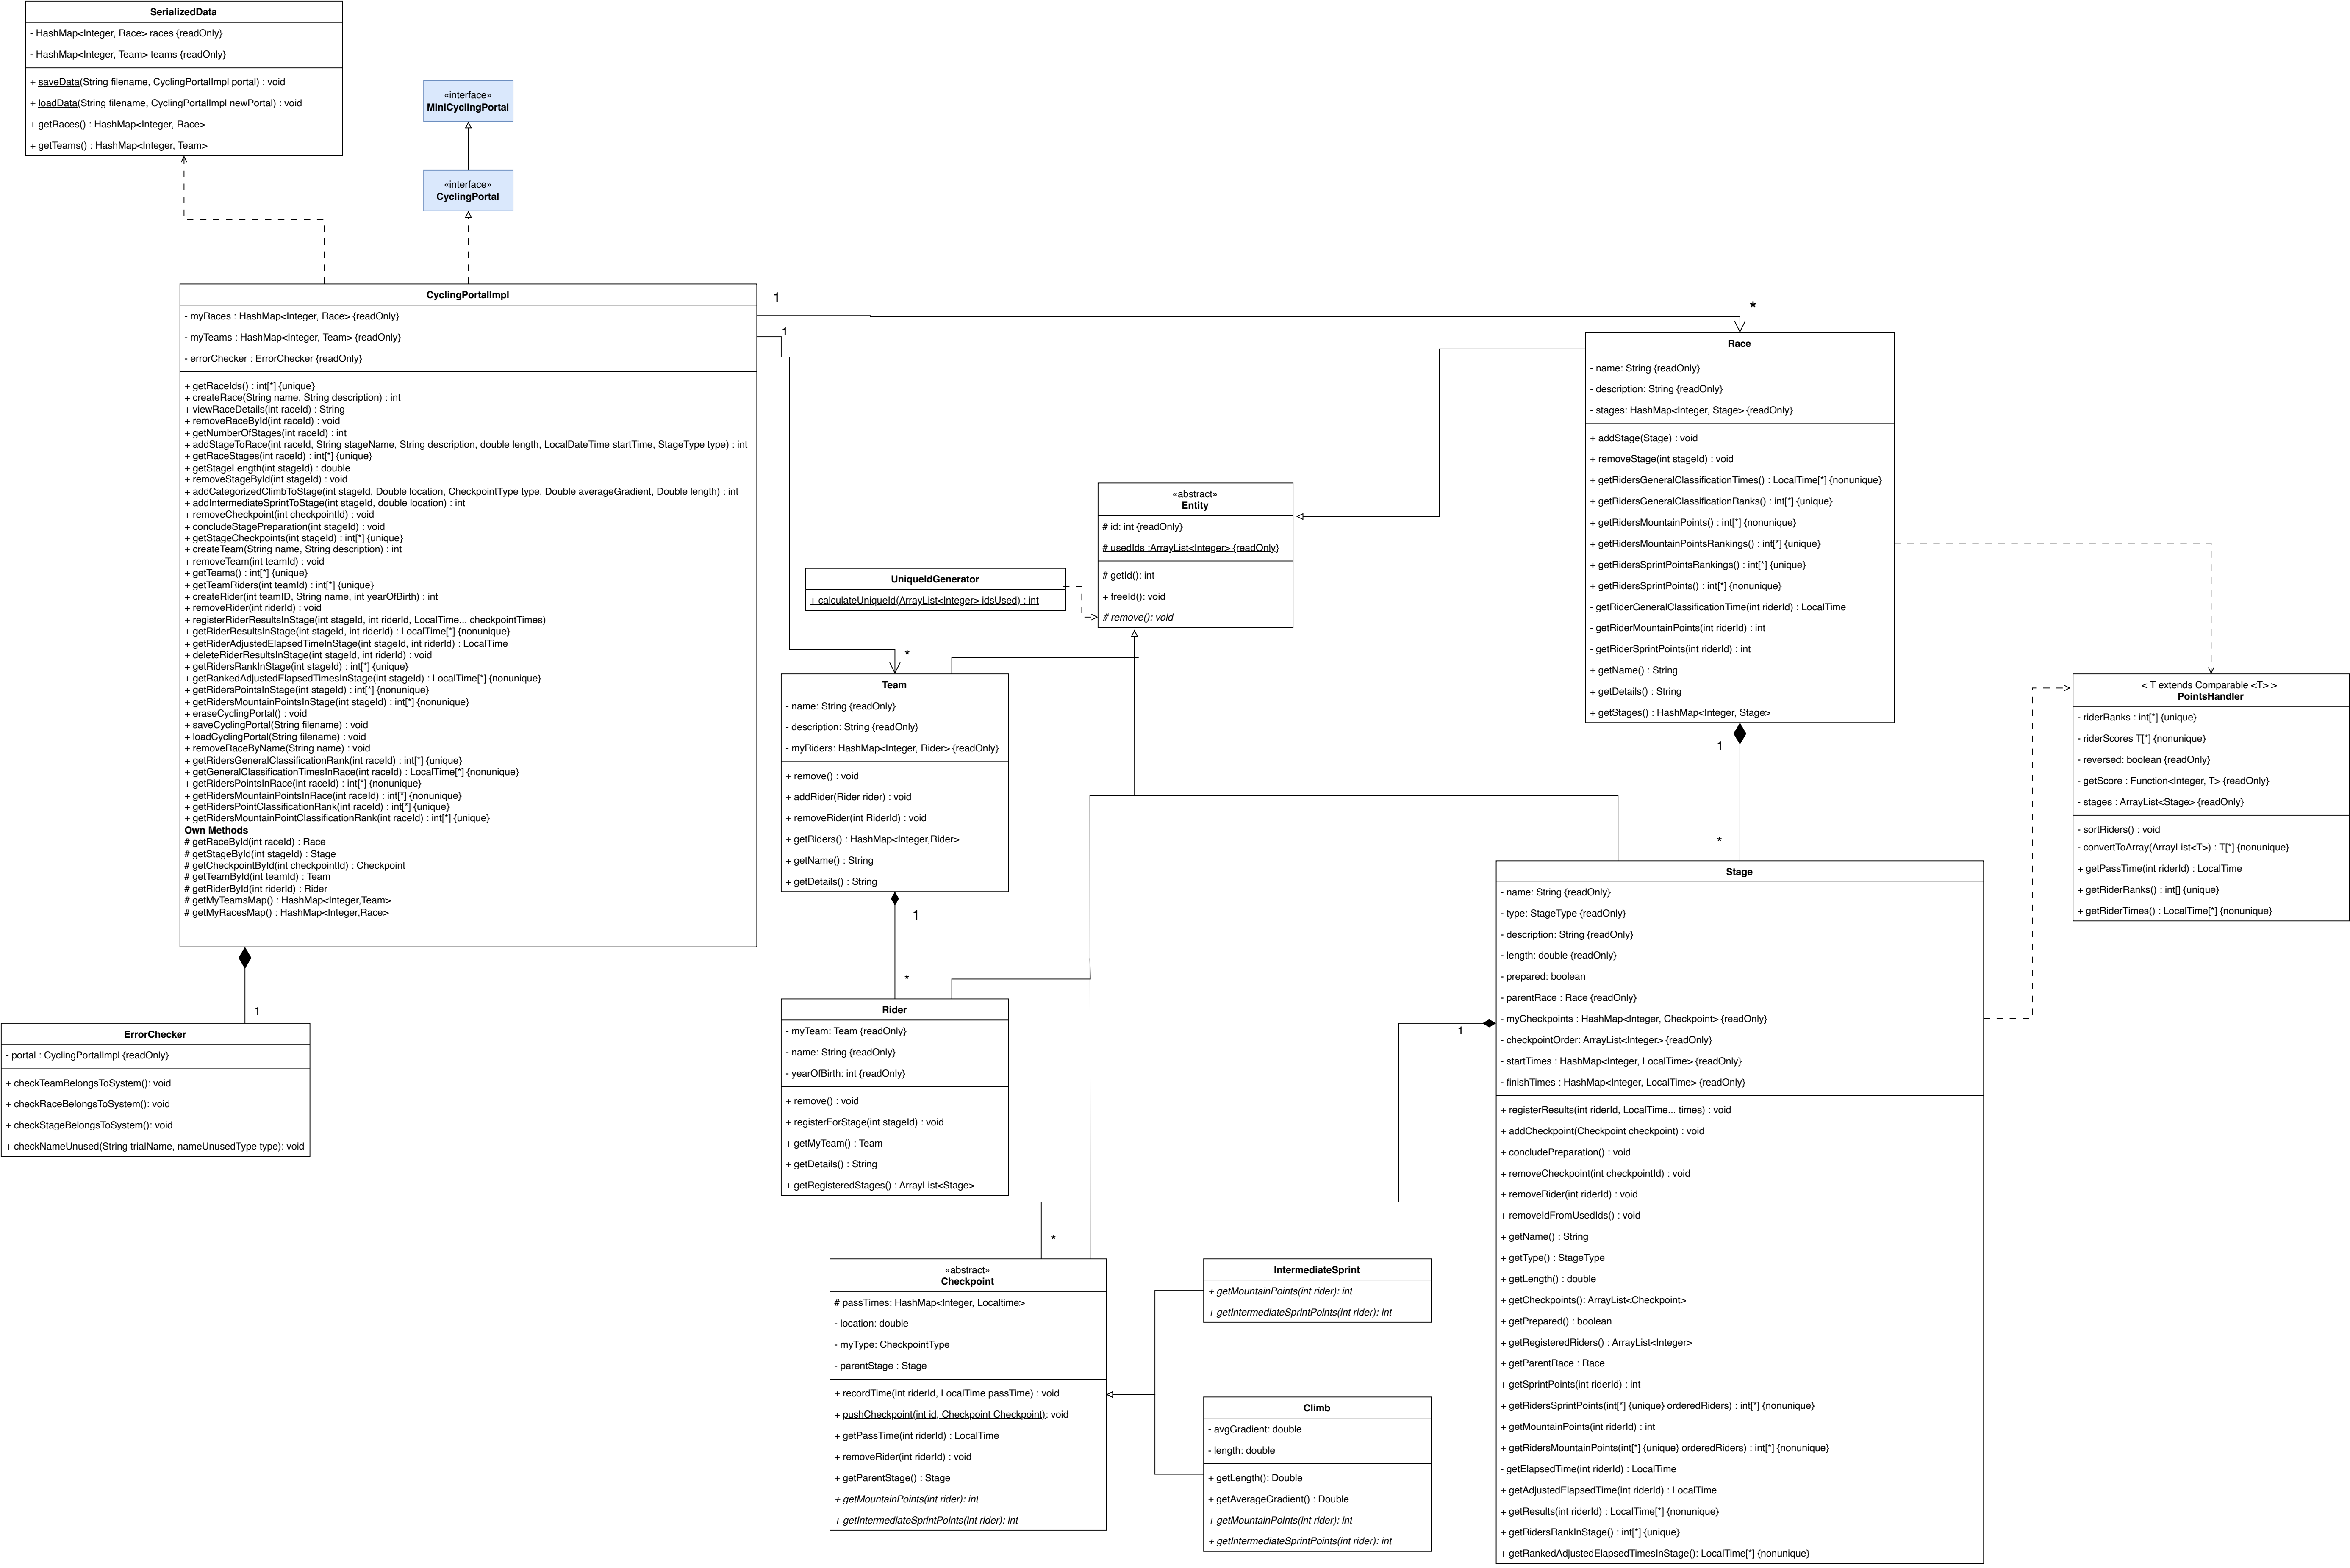 SerializedData
- HashMap<Integer, Race> races {readOnly}
- HashMap<Integer, Team> teams {readOnly}
+ saveData(String filename, CyclingPortalImpl portal) : void
+ loadData(String filename, CyclingPortalImpl newPortal) : void
+ getRaces() : HashMap<Integer, Race>
+ getTeams() : HashMap<Integer, Team>
«interface»
MiniCyclingPortal
«interface»
CyclingPortal
CyclingPortalImpl
- myRaces : HashMap<Integer, Race> {readOnly}
- myTeams : HashMap<Integer, Team> {readOnly}
- errorChecker : ErrorChecker {readOnly}
+ getRaceIds() : int[*] {unique}
+ createRace(String name, String description) : int
+ viewRaceDetails(int raceId) : String
+ removeRaceById(int raceId) : void
+ getNumberOfStages(int raceId) : int
+ addStageToRace(int raceId, String stageName, String description, double length, LocalDateTime startTime, StageType type) : int
+ getRaceStages(int raceId) : int[*] {unique}
+ getStageLength(int stageId) : double
+ removeStageById(int stageId) : void
+ addCategorizedClimbToStage(int stageId, Double location, CheckpointType type, Double averageGradient, Double length) : int
+ addIntermediateSprintToStage(int stageId, double location) : int
+ removeCheckpoint(int checkpointId) : void
+ concludeStagePreparation(int stageId) : void
+ getStageCheckpoints(int stageId) : int[*] {unique}
+ createTeam(String name, String description) : int
+ removeTeam(int teamId) : void
+ getTeams() : int[*] {unique}
+ getTeamRiders(int teamId) : int[*] {unique}
+ createRider(int teamID, String name, int yearOfBirth) : int
+ removeRider(int riderId) : void
+ registerRiderResultsInStage(int stageId, int riderId, LocalTime... checkpointTimes)
+ getRiderResultsInStage(int stageId, int riderId) : LocalTime[*] {nonunique}
+ getRiderAdjustedElapsedTimeInStage(int stageId, int riderId) : LocalTime
+ deleteRiderResultsInStage(int stageId, int riderId) : void
+ getRidersRankInStage(int stageId) : int[*] {unique}
+ getRankedAdjustedElapsedTimesInStage(int stageId) : LocalTime[*] {nonunique}
+ getRidersPointsInStage(int stageId) : int[*] {nonunique}
+ getRidersMountainPointsInStage(int stageId) : int[*] {nonunique}
+ eraseCyclingPortal() : void
+ saveCyclingPortal(String filename) : void
+ loadCyclingPortal(String filename) : void
+ removeRaceByName(String name) : void
+ getRidersGeneralClassificationRank(int raceId) : int[*] {unique}
+ getGeneralClassificationTimesInRace(int raceId) : LocalTime[*] {nonunique}
+ getRidersPointsInRace(int raceId) : int[*] {nonunique}
+ getRidersMountainPointsInRace(int raceId) : int[*] {nonunique}
+ getRidersPointClassificationRank(int raceId) : int[*] {unique}
+ getRidersMountainPointClassificationRank(int raceId) : int[*] {unique}
Own Methods
# getRaceById(int raceId) : Race
# getStageById(int stageId) : Stage
# getCheckpointById(int checkpointId) : Checkpoint
# getTeamById(int teamId) : Team
# getRiderById(int riderId) : Rider
# getMyTeamsMap() : HashMap<Integer,Team>
# getMyRacesMap() : HashMap<Integer,Race>
1
*
1
*
1
ErrorChecker
- portal : CyclingPortalImpl {readOnly}
+ checkTeamBelongsToSystem(): void
+ checkRaceBelongsToSystem(): void
+ checkStageBelongsToSystem(): void
+ checkNameUnused(String trialName, nameUnusedType type): void
UniqueIdGenerator
+ calculateUniqueId(ArrayList<Integer> idsUsed) : int
«abstract»
Entity
# id: int {readOnly}
# usedIds :ArrayList<Integer> {readOnly}
# getId(): int
+ freeId(): void
# remove(): void
Race
- name: String {readOnly}
- description: String {readOnly}
- stages: HashMap<Integer, Stage> {readOnly}
+ addStage(Stage) : void
+ removeStage(int stageId) : void
+ getRidersGeneralClassificationTimes() : LocalTime[*] {nonunique}
+ getRidersGeneralClassificationRanks() : int[*] {unique}
+ getRidersMountainPoints() : int[*] {nonunique}
+ getRidersMountainPointsRankings() : int[*] {unique}
+ getRidersSprintPointsRankings() : int[*] {unique}
+ getRidersSprintPoints() : int[*] {nonunique}
- getRiderGeneralClassificationTime(int riderId) : LocalTime
- getRiderMountainPoints(int riderId) : int
- getRiderSprintPoints(int riderId) : int
+ getName() : String
+ getDetails() : String
+ getStages() : HashMap<Integer, Stage>
1
*
< T extends Comparable <T> >
PointsHandler
- riderRanks : int[*] {unique}
- riderScores T[*] {nonunique}
- reversed: boolean {readOnly}
- getScore : Function<Integer, T> {readOnly}
- stages : ArrayList<Stage> {readOnly}
- sortRiders() : void
- convertToArray(ArrayList<T>) : T[*] {nonunique}
+ getPassTime(int riderId) : LocalTime
+ getRiderRanks() : int[] {unique}
+ getRiderTimes() : LocalTime[*] {nonunique}
Team
- name: String {readOnly}
- description: String {readOnly}
- myRiders: HashMap<Integer, Rider> {readOnly}
+ remove() : void
+ addRider(Rider rider) : void
+ removeRider(int RiderId) : void
+ getRiders() : HashMap<Integer,Rider>
+ getName() : String
+ getDetails() : String
1
*
Rider
- myTeam: Team {readOnly}
- name: String {readOnly}
- yearOfBirth: int {readOnly}
+ remove() : void
+ registerForStage(int stageId) : void
+ getMyTeam() : Team
+ getDetails() : String
+ getRegisteredStages() : ArrayList<Stage>
Stage
- name: String {readOnly}
- type: StageType {readOnly}
- description: String {readOnly}
- length: double {readOnly}
- prepared: boolean
- parentRace : Race {readOnly}
- myCheckpoints : HashMap<Integer, Checkpoint> {readOnly}
- checkpointOrder: ArrayList<Integer> {readOnly}
- startTimes : HashMap<Integer, LocalTime> {readOnly}
- finishTimes : HashMap<Integer, LocalTime> {readOnly}
+ registerResults(int riderId, LocalTime... times) : void
+ addCheckpoint(Checkpoint checkpoint) : void
+ concludePreparation() : void
+ removeCheckpoint(int checkpointId) : void
+ removeRider(int riderId) : void
+ removeIdFromUsedIds() : void
+ getName() : String
+ getType() : StageType
+ getLength() : double
+ getCheckpoints(): ArrayList<Checkpoint>
+ getPrepared() : boolean
+ getRegisteredRiders() : ArrayList<Integer>
+ getParentRace : Race
+ getSprintPoints(int riderId) : int
+ getRidersSprintPoints(int[*] {unique} orderedRiders) : int[*] {nonunique}
+ getMountainPoints(int riderId) : int
+ getRidersMountainPoints(int[*] {unique} orderedRiders) : int[*] {nonunique}
- getElapsedTime(int riderId) : LocalTime
+ getAdjustedElapsedTime(int riderId) : LocalTime
+ getResults(int riderId) : LocalTime[*] {nonunique}
+ getRidersRankInStage() : int[*] {unique}
+ getRankedAdjustedElapsedTimesInStage(): LocalTime[*] {nonunique}
1
*
«abstract»
Checkpoint
# passTimes: HashMap<Integer, Localtime>
- location: double
- myType: CheckpointType
- parentStage : Stage
+ recordTime(int riderId, LocalTime passTime) : void
+ pushCheckpoint(int id, Checkpoint Checkpoint): void
+ getPassTime(int riderId) : LocalTime
+ removeRider(int riderId) : void
+ getParentStage() : Stage
+ getMountainPoints(int rider): int
+ getIntermediateSprintPoints(int rider): int
IntermediateSprint
+ getMountainPoints(int rider): int
+ getIntermediateSprintPoints(int rider): int
Climb
- avgGradient: double
- length: double
+ getLength(): Double
+ getAverageGradient() : Double
+ getMountainPoints(int rider): int
+ getIntermediateSprintPoints(int rider): int